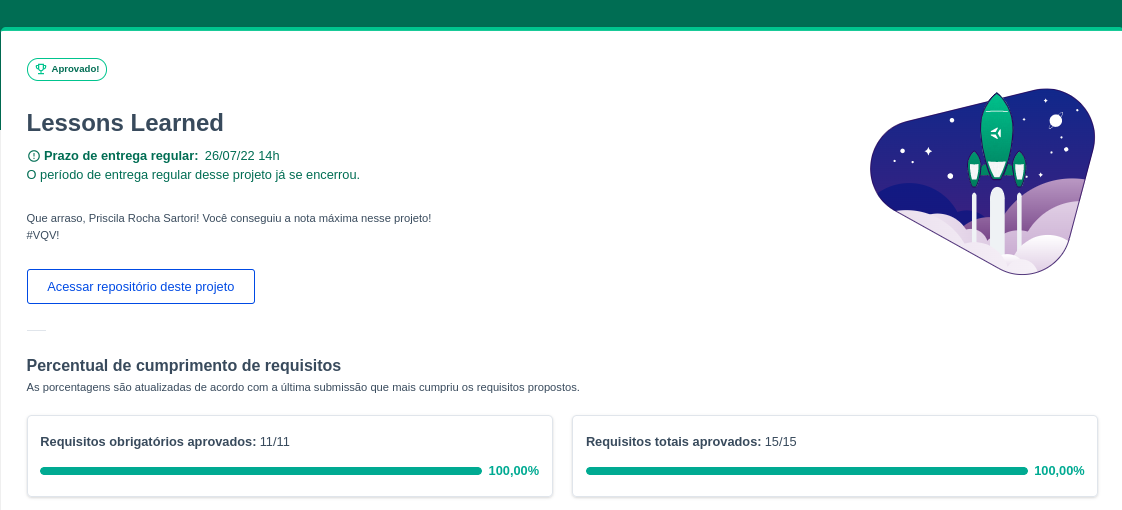 Aprovado!
Lessons Learned
Prazo de entrega regular: 26/07/22 14h
O período de entrega regular desse projeto já se encerrou.
Que arraso, Priscila Rocha Sartori! Você conseguiu a nota máxima nesse projeto!
#VQV!
Acessar repositório deste projeto
Percentual de cumprimento de requisitos
As porcentagens são atualizadas de acordo com a última submissão que mais cumpriu os requisitos propostos.
Requisitos obrigatórios aprovados: 11/11
100,00%
Requisitos totais aprovados: 15/15
100,00%